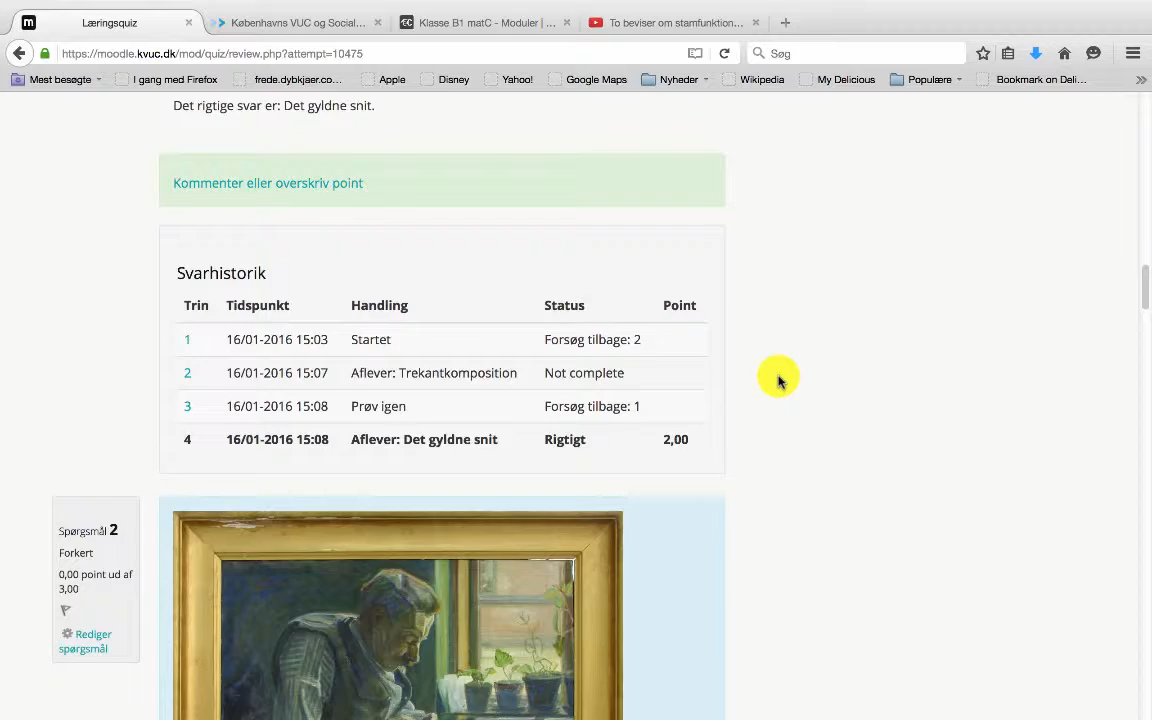 Læringsquiz
Københavns VUC og Social...
Klasse B1 matC - Moduler | ...
To beviser om stamfunktion...
https://moodle.kvuc.dk/mod/quiz/review.php?attempt=10475
Søg
Mest besøgte
I gang med Firefox
frede.dybkjaer.co...
Apple
Disney
Yahoo!
Google Maps
Nyheder
Wikipedia
My Delicious
Populære
Bookmark on Deli...
Det rigtige svar er: Det gyldne snit.
Kommenter eller overskriv point
Svarhistorik
Trin Tidspunkt Handling Status Point
1 16/01-2016 15:03 Startet Forsøg tilbage: 2
2 16/01-2016 15:07 Aflever: Trekantkomposition Not complete
3 16/01-2016 15:08 Prøv igen Forsøg tilbage: 1
4 16/01-2016 15:08 Aflever: Det gyldne snit Rigtigt 2,00
Spørgsmål 2
Forkert
0,00 point ud af
3,00
Rediger
spørgsmål